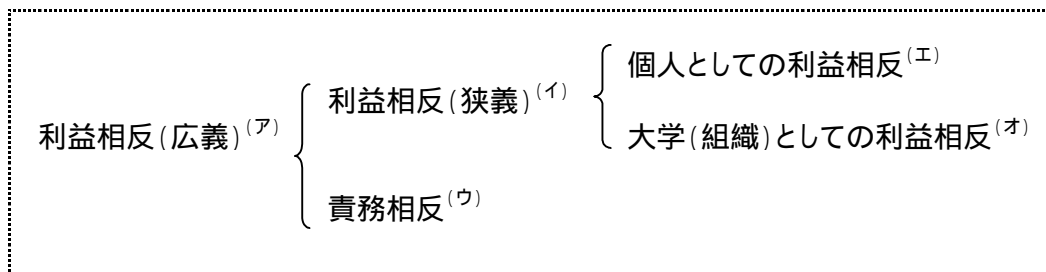 個人としての利益相反(エ)
利益相反(狭義)(イ)
大学(組織)としての利益相反(オ)
利益相反(広義)(ア)
責務相反(ウ)